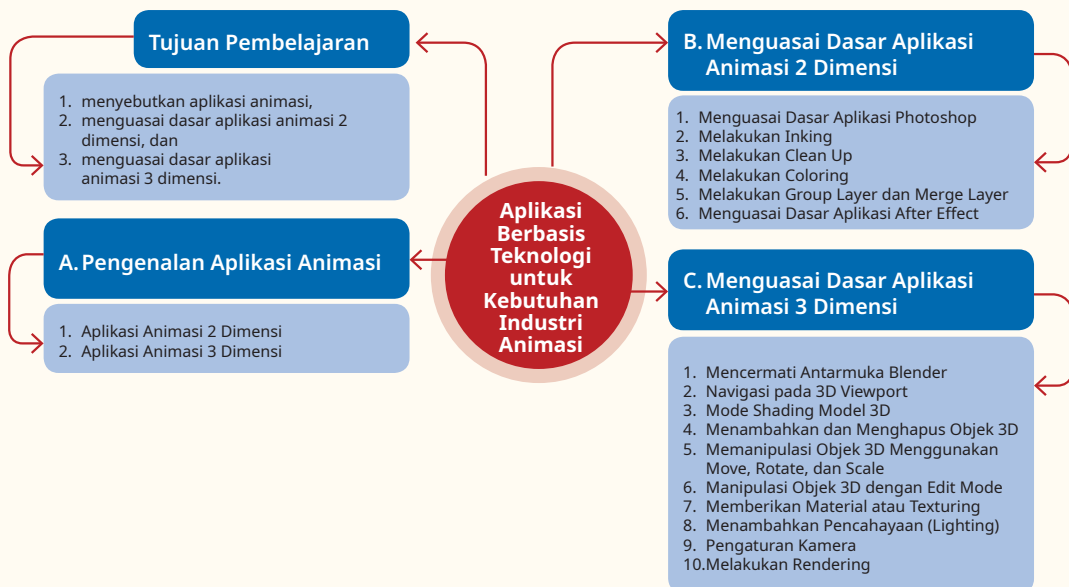 Tujuan Pembelajaran
1. menyebutkan aplikasi animasi,
2. menguasai dasar aplikasi animasi 2
dimensi, dan
3. menguasai dasar aplikasi
animasi 3 dimensi.
A. Pengenalan Aplikasi Animasi
1. Aplikasi Animasi 2 Dimensi
2. Aplikasi Animasi 3 Dimensi
Aplikasi
Berbasis
Teknologi
untuk
Kebutuhan
Industri
Animasi
B. Menguasai Dasar Aplikasi
Animasi 2 Dimensi
1. Menguasai Dasar Aplikasi Photoshop
2. Melakukan Inking
3. Melakukan Clean Up
4. Melakukan Coloring
5. Melakukan Group Layer dan Merge Layer
6. Menguasai Dasar Aplikasi After Effect
C. Menguasai Dasar Aplikasi
Animasi 3 Dimensi
1. Mencermati Antarmuka Blender
2. Navigasi pada 3D Viewport
3. Mode Shading Model 3D
4. Menambahkan dan Menghapus Objek 3D
5. Memanipulasi Objek 3D Menggunakan
Move, Rotate, dan Scale
6. Manipulasi Objek 3D dengan Edit Mode
7. Memberikan Material atau Texturing
8. Menambahkan Pencahayaan (Lighting)
9. Pengaturan Kamera
10.Melakukan Rendering